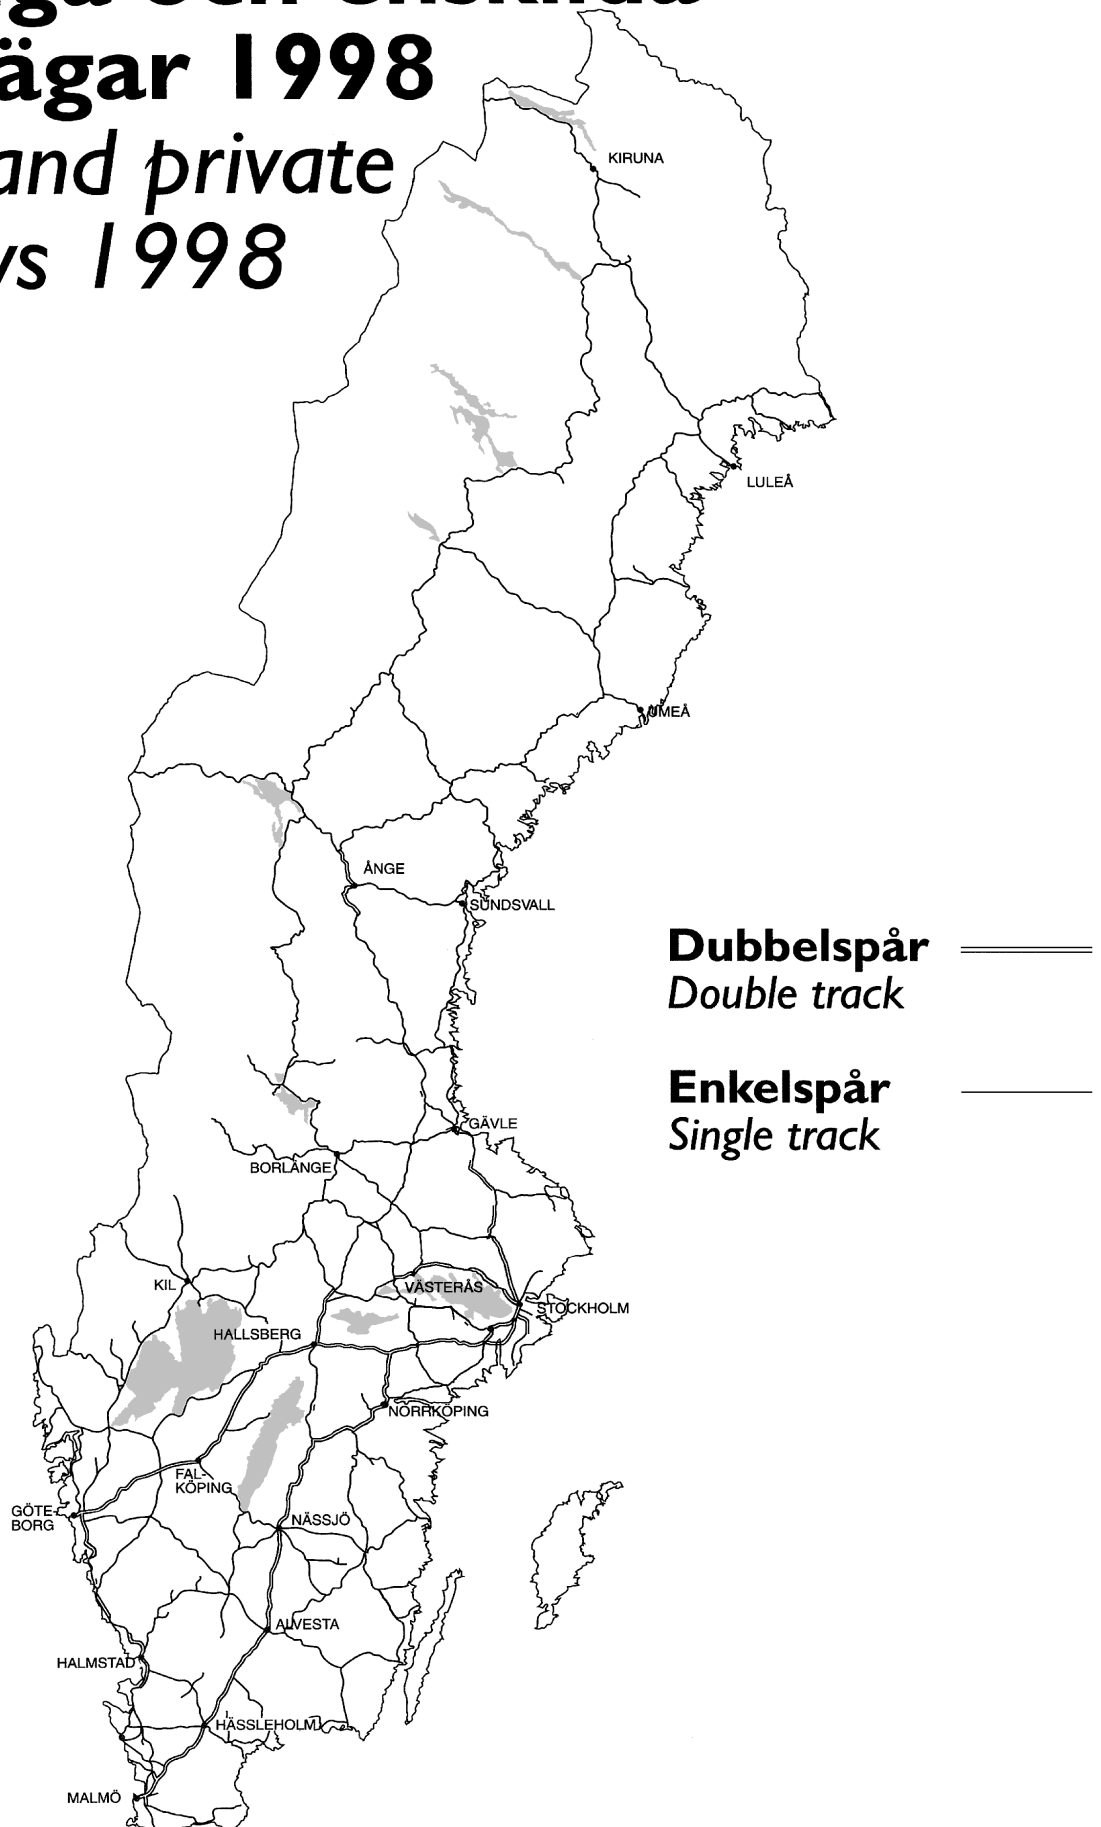 ägar 1998
and private
ys 1998
KIRUNA
LULEÅ
UMEÅ
ÅNGE
SUNDSVALL
Dubbelspår
Double track
Enkelspår
Single track
GÄVLE
BORLÄNGE
KIL
VÄSTERÅS
STOCKHOLM
HALLSBERG
NORRKÖPING
FAL-
KÖPING
GÖTE-
BORG
NÄSSJÖ
ALVESTA
HALMSTAD
HÄSSLEHOLM
MALMÖ